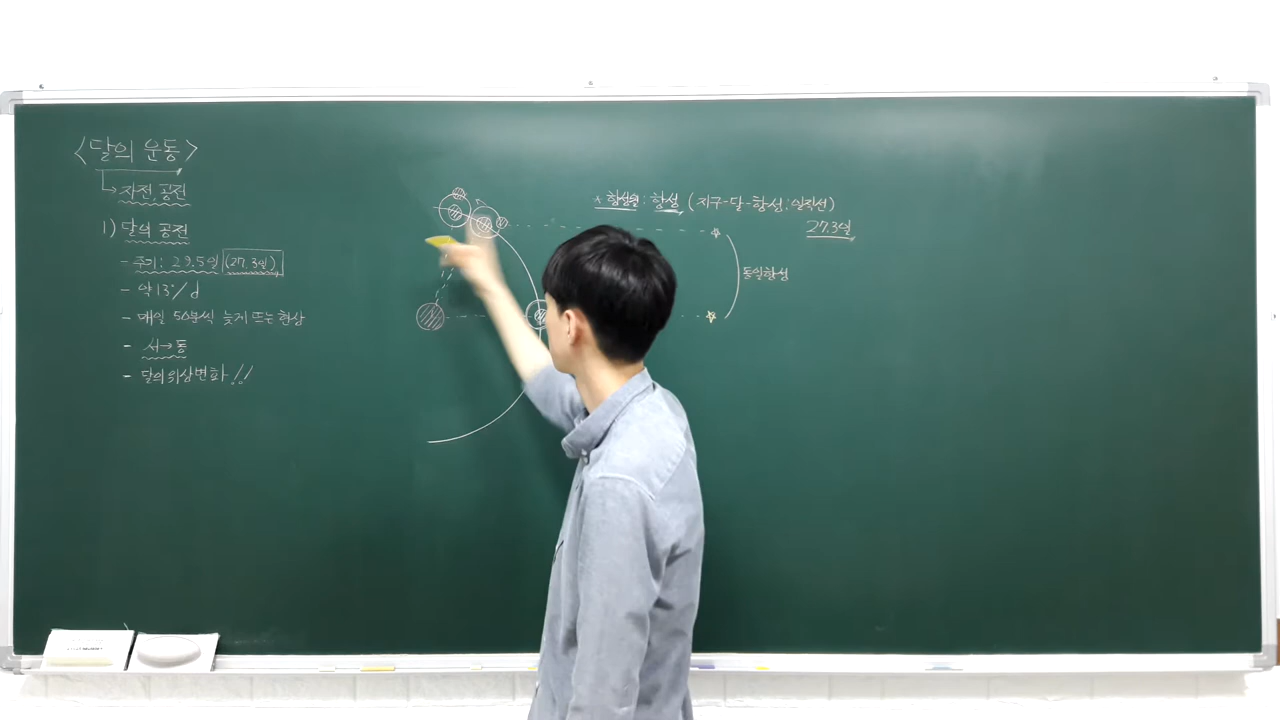 <달의 운동>
→ 자전, 공전
1) 달의 공전
- 주기 : 29.5일 (27.3일)
- 약 13°/d
- 매일 50분씩 늦게 뜨는 현상
- 서→동
- 달의 위상변화!!
* 항성월 : 항성 (지구-달-항성 : 일직선)
27.3일
동일항성